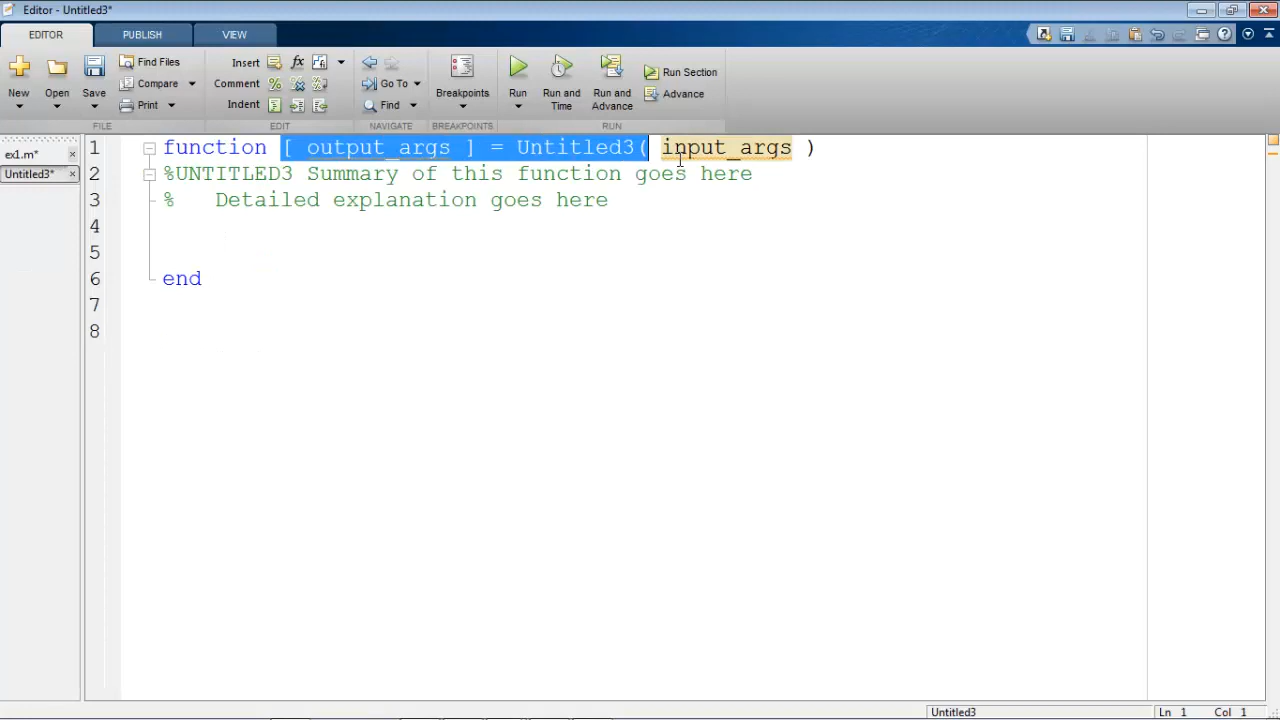 Editor - Untitled3*
EDITOR PUBLISH VIEW
New Open Save Find Files Compare Print
Insert Comment Indent
fx
Go To Find
Breakpoints
Run Run and Time Run and Advance Run Section Advance
FILE EDIT NAVIGATE BREAKPOINTS RUN
ex1.m*
Untitled3*
1 function [ output_args ] = Untitled3( input_args )
2 %UNTITLED3 Summary of this function goes here
3 %   Detailed explanation goes here
4
5
6 end
7
8
Untitled3 Ln 1 Col 1